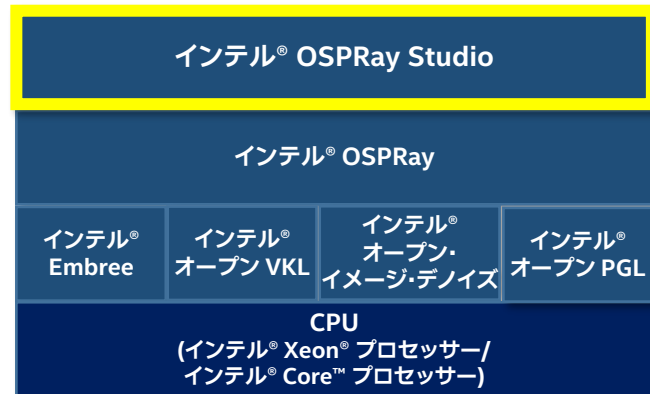 インテル® OSPRay Studio
インテル® OSPRay
インテル®
Embree
インテル®
オープン VKL
インテル®
オープン・
イメージ・デノイズ
インテル®
オープン PGL
CPU
(インテル® Xeon® プロセッサー/
インテル® Core™ プロセッサー)